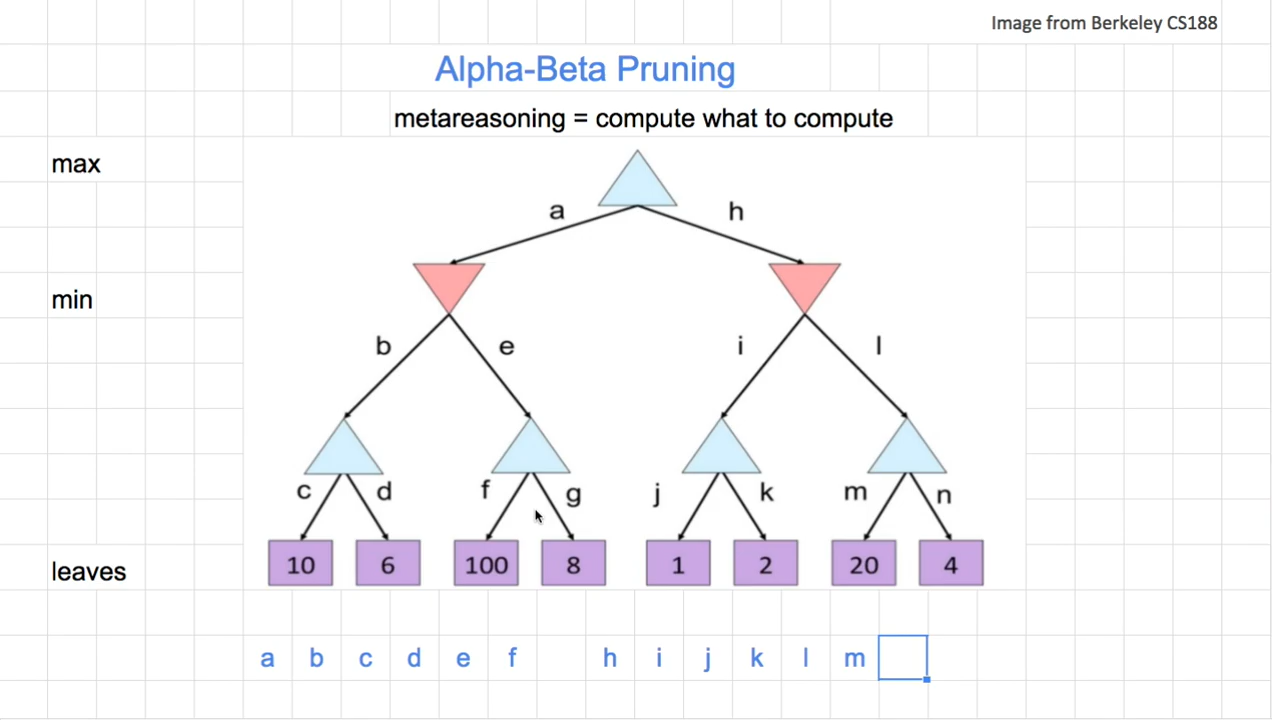 Image from Berkeley CS188
Alpha-Beta Pruning
metareasoning = compute what to compute
max
a h
min
b e i l
c d f g j k m n
leaves 10 6 100 8 1 2 20 4
a b c d e f h i j k l m